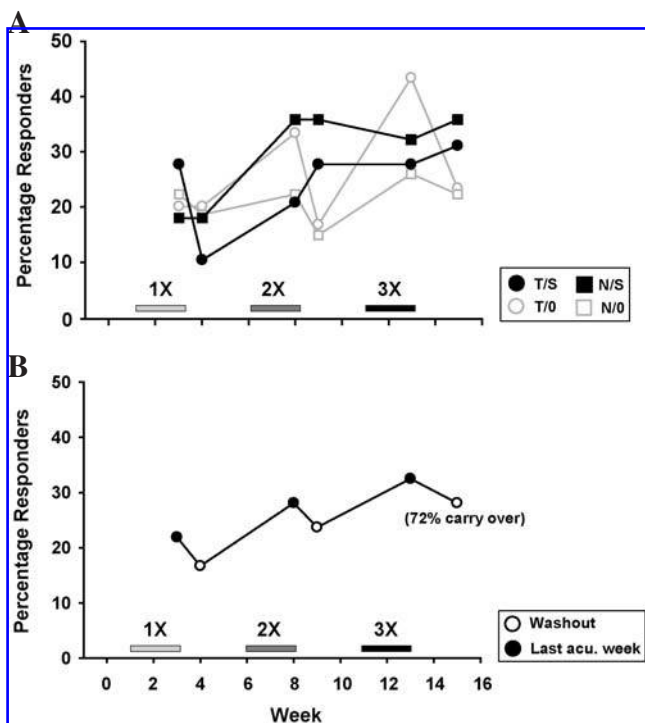 A
50
40
30
20
10
0
Percentage Responders
1X 2X 3X
T/S N/S
T/0 N/0
B
50
40
30
20
10
0
Percentage Responders
(72% carry over)
1X 2X 3X
Washout
Last acu. week
0 2 4 6 8 10 12 14 16
Week